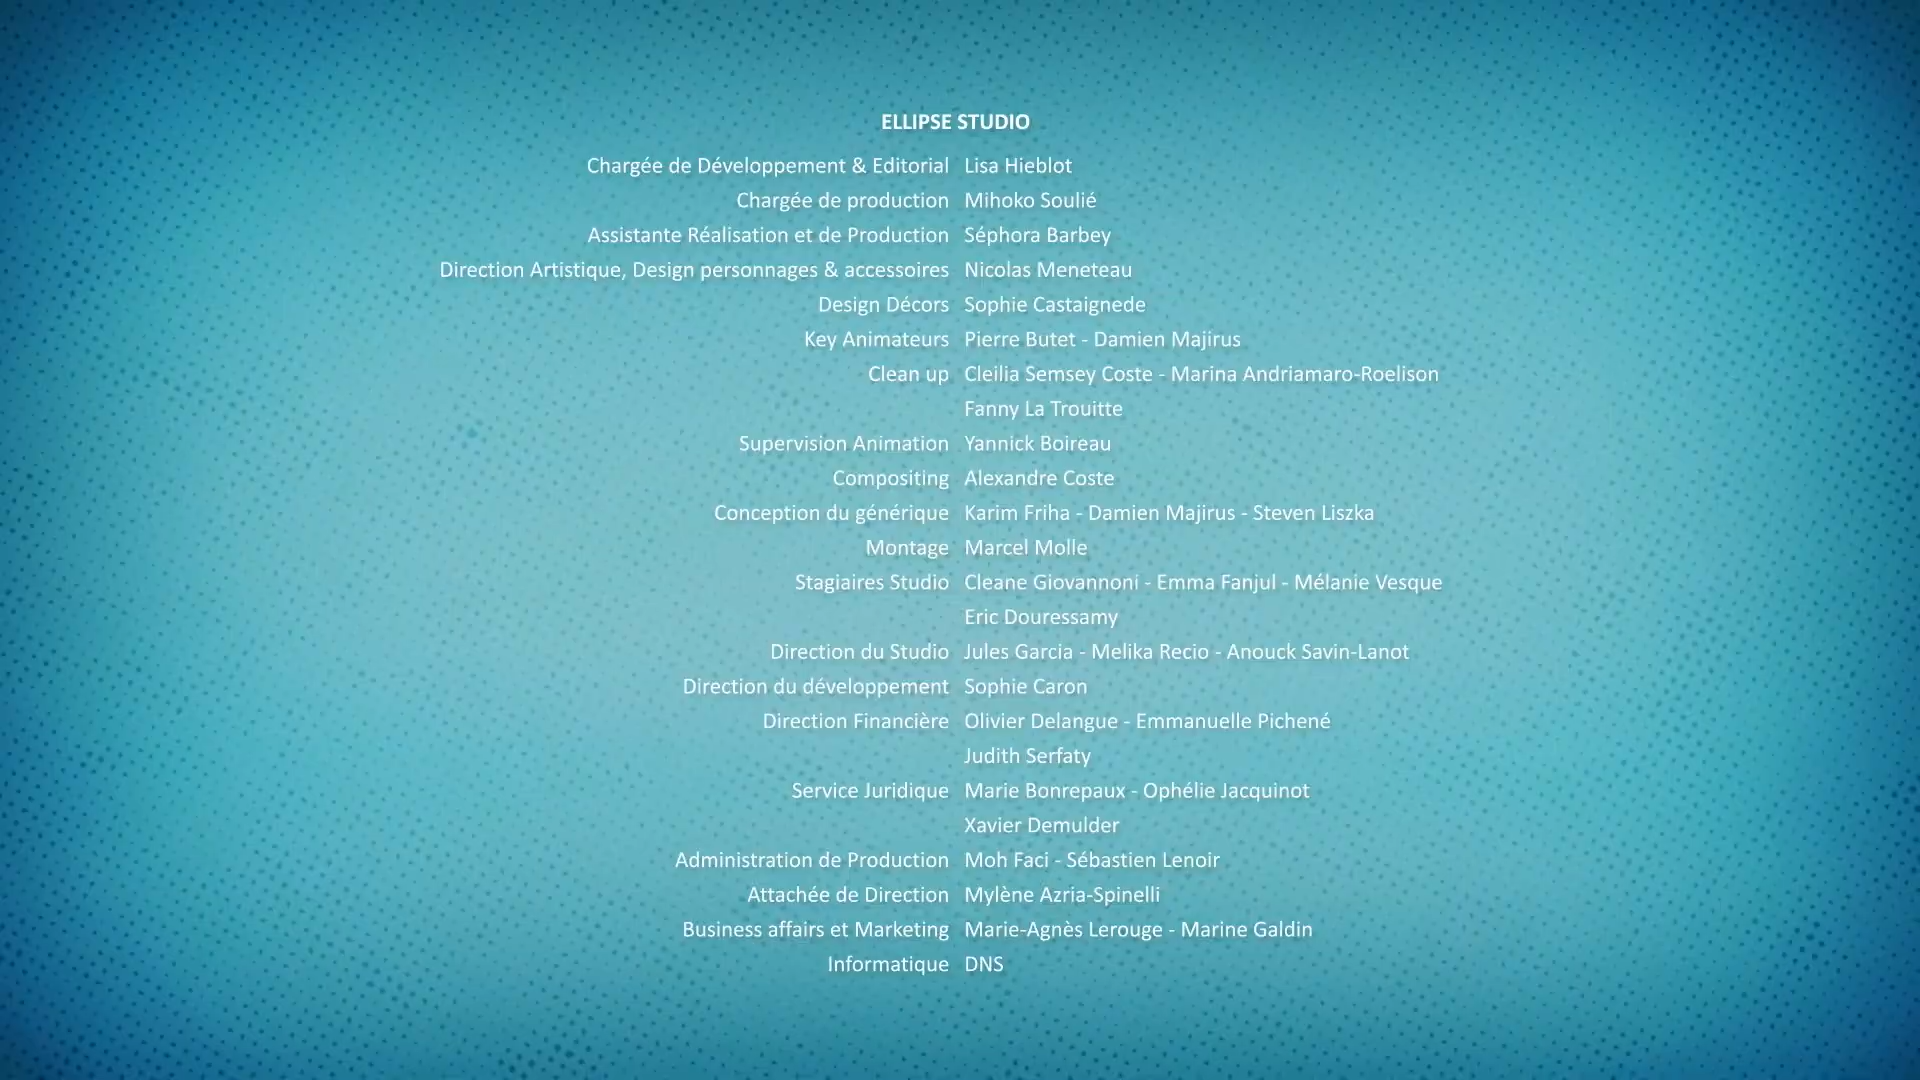 ELLIPSE STUDIO
Chargée de Développement & Editorial Lisa Hieblot
Chargée de production Mihoko Soulié
Assistante Réalisation et de Production Séphora Barbey
Direction Artistique, Design personnages & accessoires Nicolas Meneteau
Design Décors Sophie Castaignede
Key Animateurs Pierre Butet - Damien Majirus
Clean up Cleilia Semsey Coste - Marina Andriamaro-Roelison
Fanny La Trouitte
Supervision Animation Yannick Boireau
Compositing Alexandre Coste
Conception du générique Karim Friha - Damien Majirus - Steven Liszka
Montage Marcel Molle
Stagiaires Studio Cleane Giovannoni - Emma Fanjul - Mélanie Vesque
Eric Douressamy
Direction du Studio Jules Garcia - Melika Recio - Anouck Savin-Lanot
Direction du développement Sophie Caron
Direction Financière Olivier Delangue - Emmanuelle Pichené
Judith Serfaty
Service Juridique Marie Bonrepaux - Ophélie Jacquinot
Xavier Demulder
Administration de Production Moh Faci - Sébastien Lenoir
Attachée de Direction Mylène Azria-Spinelli
Business affairs et Marketing Marie-Agnès Lerouge - Marine Galdin
Informatique DNS